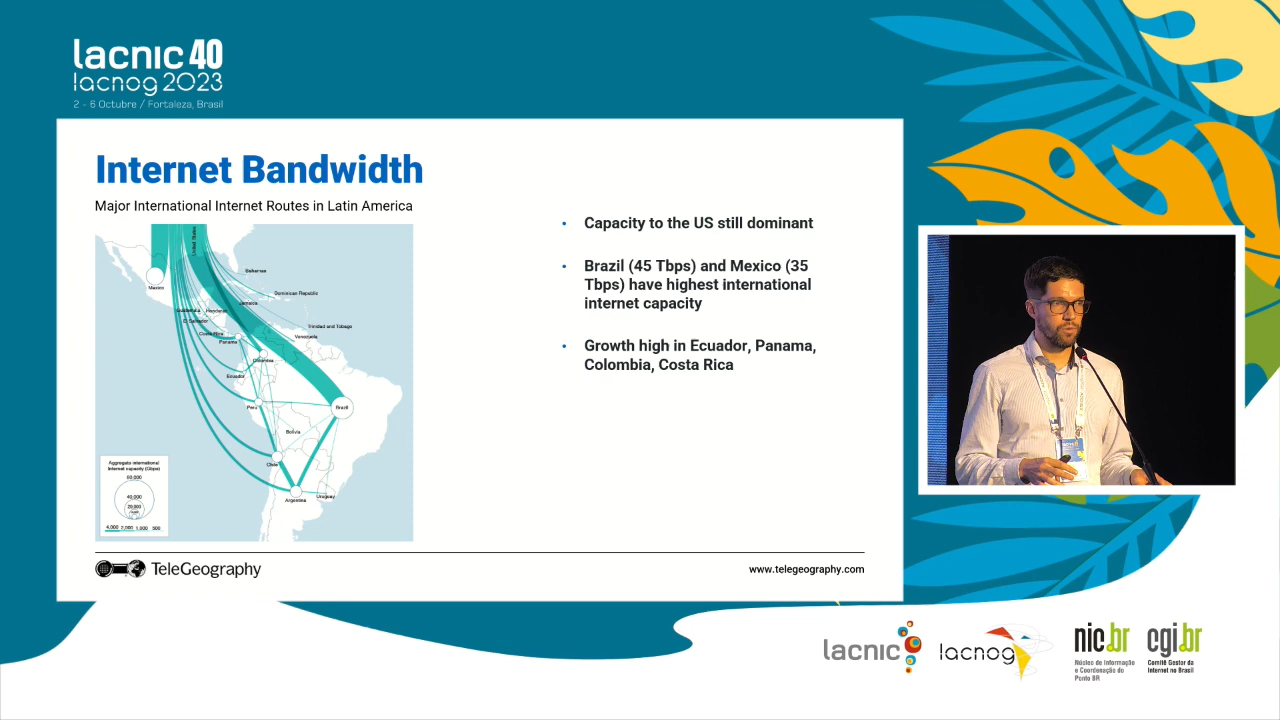 lacnic 40
lacnog 2023
2 - 6 Octubre / Fortaleza, Brasil
Internet Bandwidth
Major International Internet Routes in Latin America
United States
Bahamas
Mexico
Dominican Republic
Jamaica
Guatemala
Honduras
El Salvador
Trinidad and Tobago
Costa Rica
Venezuela
Panama
Colombia
Ecuador
Peru
Brazil
Bolivia
Chile
Argentina
Uruguay
Aggregate international
internet capacity (Gbps)
60,000
40,000
20,000
4,000 2,000 1,000 500
• Capacity to the US still dominant
• Brazil (45 Tbps) and Mexico (35
Tbps) have highest international
internet capacity
• Growth high in Ecuador, Panama,
Colombia, Costa Rica
TeleGeography
www.telegeography.com
lacnic
lacnog
nic.br
Núcleo de Informação
e Coordenação do
Ponto BR
cgi.br
Comitê Gestor da
Internet no Brasil